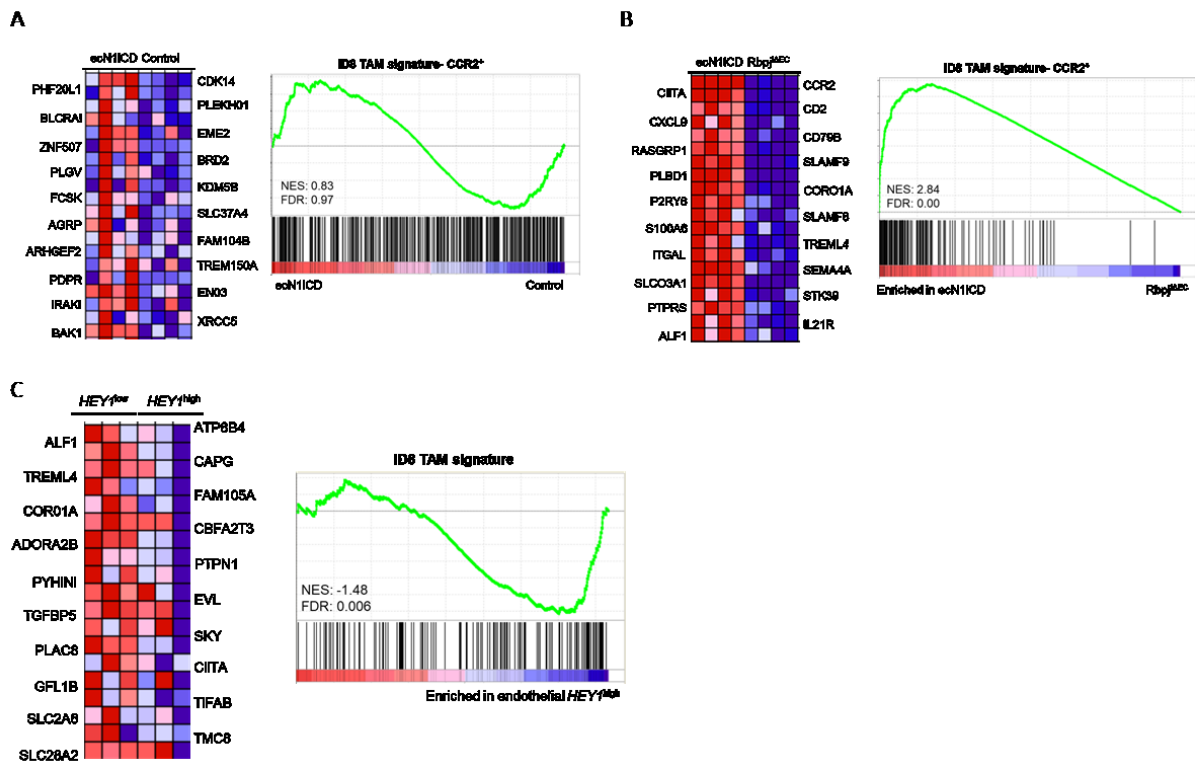 A
ecN1ICD Control
PHF20L1
BLCRAI
ZNF507
PLGV
FCSK
AGRP
ARHGEF2
PDPR
IRAKI
BAK1
CDK14
PLEKH01
EME2
BRD2
KDM5B
SLC37A4
FAM104B
TREM150A
EN03
XRCC5
ID8 TAM signature- CCR2⁺
NES: 0.83
FDR: 0.97
ecN1ICD
Control
B
ecN1ICD Rbpj
CIITA
CXCL9
RASGRP1
PLBD1
P2RY6
S100A6
ITGAL
SLCO3A1
PTPRS
ALF1
CCR2
CD2
CD79B
SLAMF9
CORO1A
SLAMF8
TREML4
SEMA4A
STK39
IL21R
ID8 TAM signature- CCR2⁺
NES: 2.84
FDR: 0.00
Enriched in ecN1ICD
Rbpj
C
HEY1low HEY1high
ALF1
TREML4
COR01A
ADORA2B
PYHINI
TGFBP5
PLAC8
GFL1B
SLC2A6
SLC26A2
ATP6B4
CAPG
FAM105A
CBFA2T3
PTPN1
EVL
SKY
CIITA
TIFAB
TMC6
ID8 TAM signature
NES: -1.48
FDR: 0.006
Enriched in endothelial HEY1high